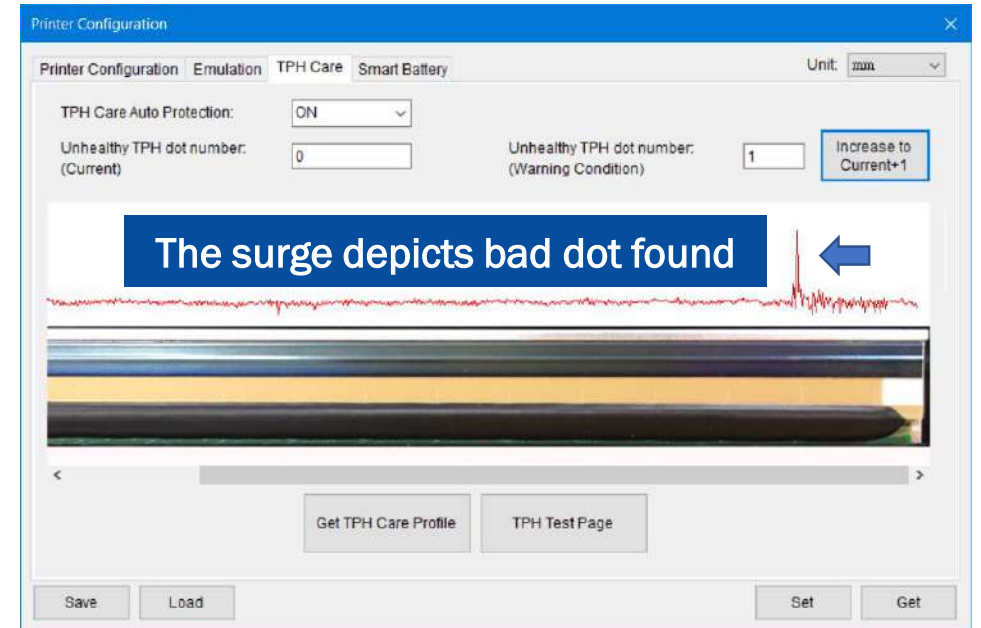 Printer Configuration
Printer Configuration Emulation TPH Care Smart Battery Unit: mm
TPH Care Auto Protection: ON
Unhealthy TPH dot number: 0 Unhealthy TPH dot number: 1 Increase to
(Current) (Warning Condition) Current+1
The surge depicts bad dot found
Get TPH Care Profile TPH Test Page
Save Load Set Get